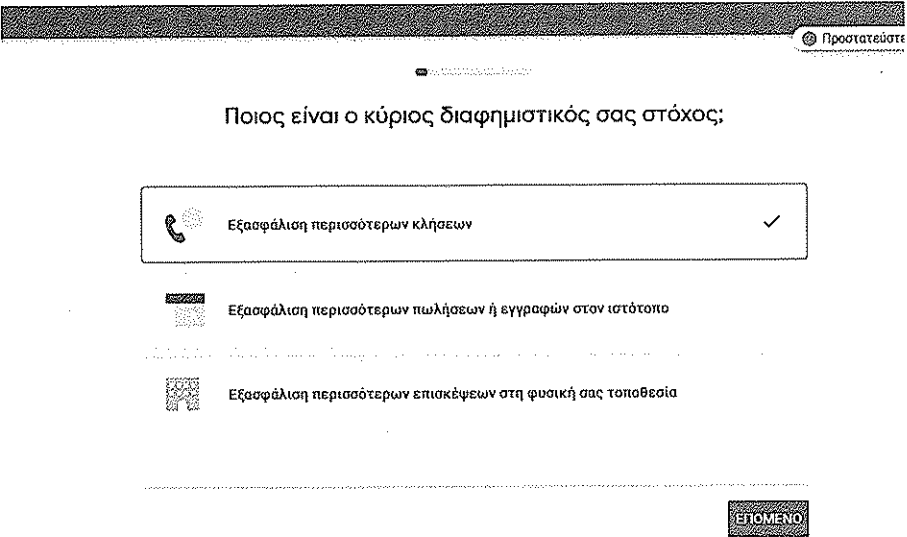 Προστατεύστε
Ποιος είναι ο κύριος διαφημιστικός σας στόχος;
Εξασφάλιση περισσότερων κλήσεων
Εξασφάλιση περισσότερων πωλήσεων ή εγγραφών στον ιστότοπο
Εξασφάλιση περισσότερων επισκέψεων στη φυσική σας τοποθεσία
ΕΠΟΜΕΝΟ